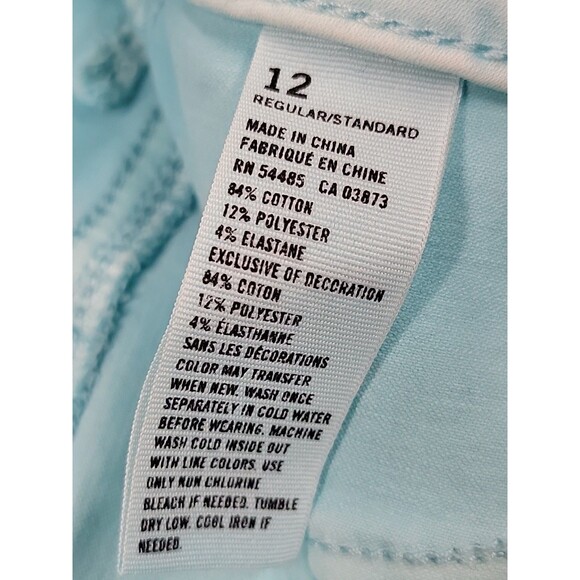 12
REGULAR/STANDARD
MADE IN CHINA
FABRIQUÉ EN CHINE
RN 54485 CA 03873
84% COTTON
12% POLYESTER
4% ELASTANE
EXCLUSIVE OF DECORATION
84% COTON
12% POLYESTER
4% ÉLASTHANNE
SANS LES DÉCORATIONS
COLOR MAY TRANSFER
WHEN NEW. WASH ONCE
SEPARATELY IN COLD WATER
BEFORE WEARING. MACHINE
WASH COLD INSIDE OUT
WITH LIKE COLORS. USE
ONLY NON CHLORINE
BLEACH IF NEEDED. TUMBLE
DRY LOW. COOL IRON IF
NEEDED.